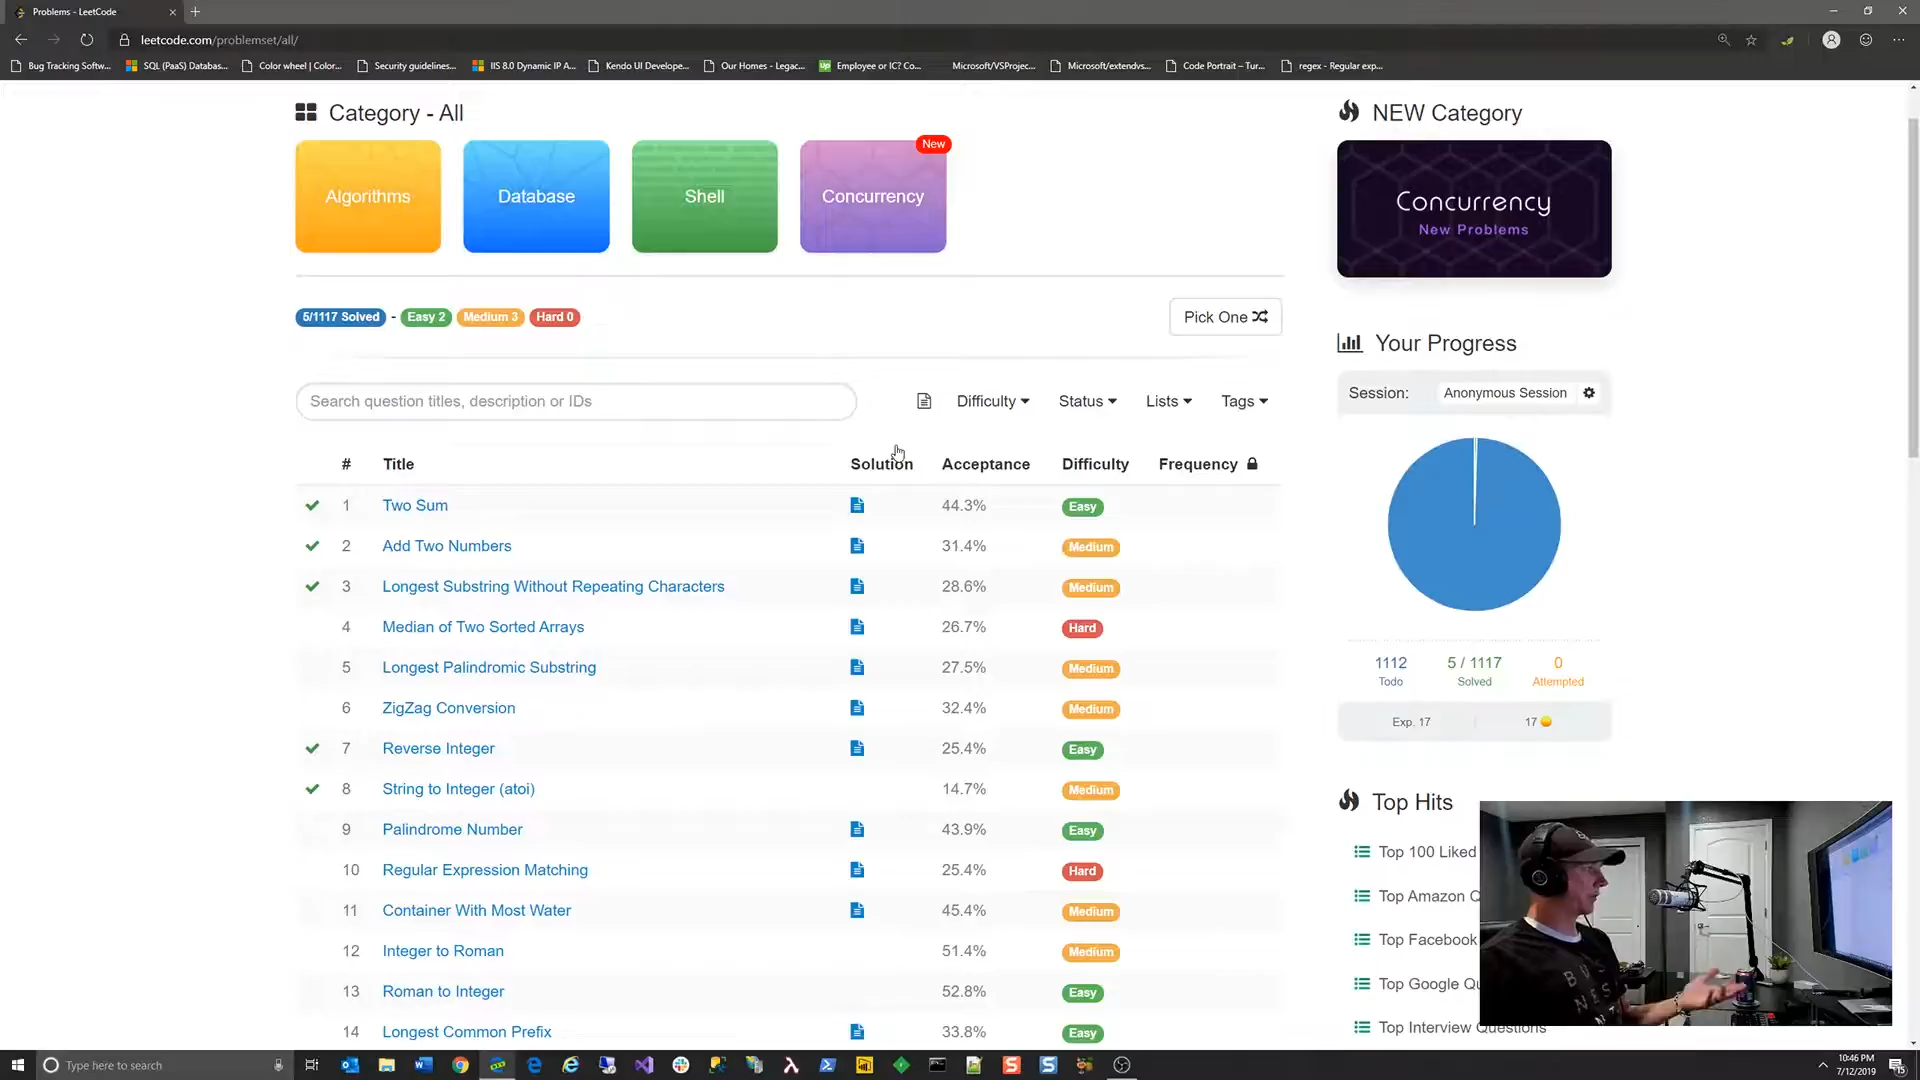 Problems - LeetCode
leetcode.com/problemset/all/
Bug Tracking Softw...
SQL (PaaS) Databas...
Color wheel | Color...
Security guidelines...
IIS 8.0 Dynamic IP A...
Kendo UI Develope...
Our Homes - Legac...
Employee or IC? Co...
Microsoft/VSProjec...
Microsoft/extendvs...
Code Portrait – Tur...
regex - Regular exp...
Category - All
Algorithms
Database
Shell
Concurrency
New
5/1117 Solved - Easy 2 Medium 3 Hard 0
Pick One
Search question titles, description or IDs
Difficulty
Status
Lists
Tags
# Title Solution Acceptance Difficulty Frequency
1 Two Sum 44.3% Easy
2 Add Two Numbers 31.4% Medium
3 Longest Substring Without Repeating Characters 28.6% Medium
4 Median of Two Sorted Arrays 26.7% Hard
5 Longest Palindromic Substring 27.5% Medium
6 ZigZag Conversion 32.4% Medium
7 Reverse Integer 25.4% Easy
8 String to Integer (atoi) 14.7% Medium
9 Palindrome Number 43.9% Easy
10 Regular Expression Matching 25.4% Hard
11 Container With Most Water 45.4% Medium
12 Integer to Roman 51.4% Medium
13 Roman to Integer 52.8% Easy
14 Longest Common Prefix 33.8% Easy
NEW Category
Concurrency
New Problems
Your Progress
Session: Anonymous Session
1112 5 / 1117 0
Todo Solved Attempted
Exp. 17 17
Top Hits
Top 100 Liked
Top Amazon Q
Top Facebook
Top Google Qu
Top Interview Questions
Type here to search
10:46 PM
7/12/2019